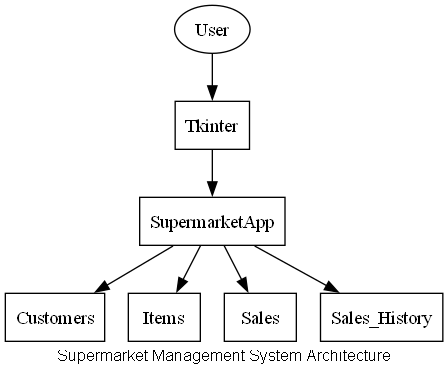 User
Tkinter
SupermarketApp
Customers Items Sales Sales_History
Supermarket Management System Architecture